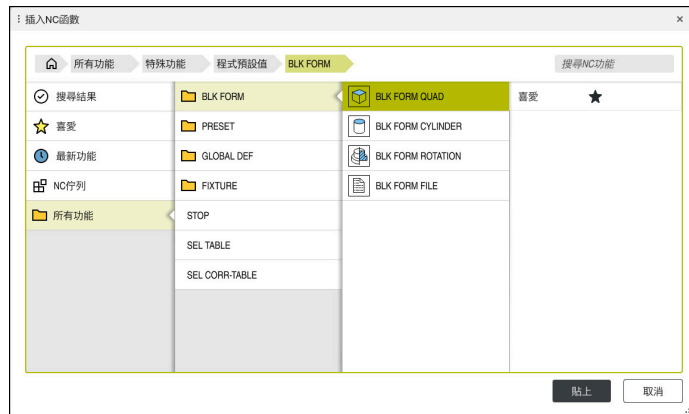 插入NC函數
所有功能 特殊功能 程式預設值 BLK FORM 搜尋NC功能
搜尋結果 BLK FORM BLK FORM QUAD 喜愛
喜愛 PRESET BLK FORM CYLINDER
最新功能 GLOBAL DEF BLK FORM ROTATION
NC佇列 FIXTURE BLK FORM FILE
所有功能 STOP
SEL TABLE
SEL CORR-TABLE
貼上 取消